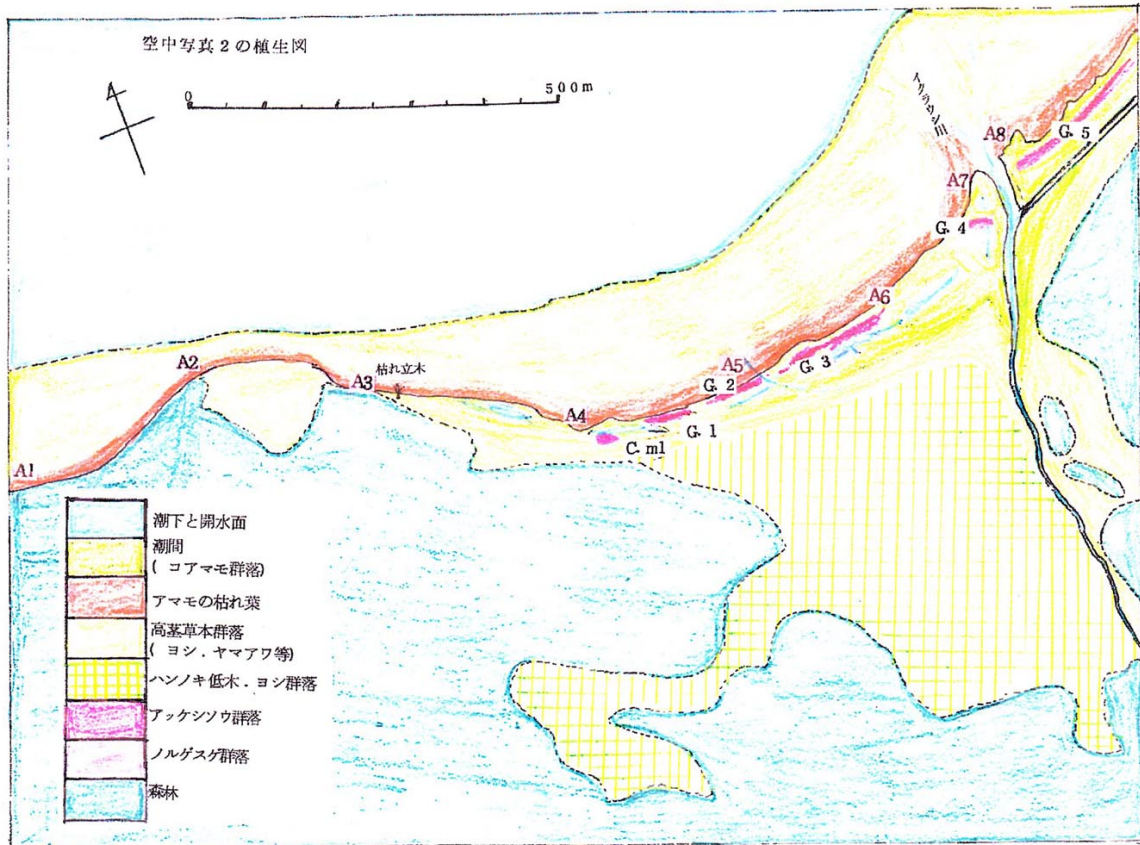 空中写真2の植生図
0
500m
イクラウシ川
A8
G.5
A7
G.4
A6
A2
枯れ立木
A3
A5
G.3
G.2
A4
G.1
C.m1
A1
潮下と開水面
潮間
(コアマモ群落)
アマモの枯れ葉
高茎草本群落
(ヨシ.ヤマアワ等)
ハンノキ低木.ヨシ群落
アッケシソウ群落
ノルゲスゲ群落
森林